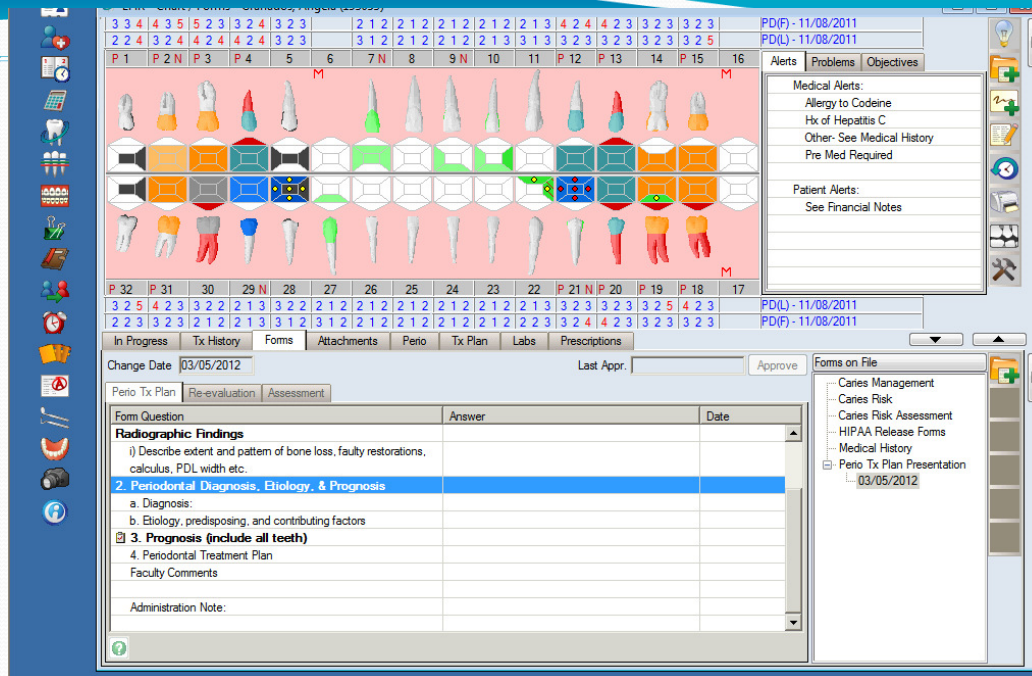 3 3 4 4 3 5 5 2 3 3 2 4 3 2 3 2 1 2 2 1 2 2 1 2 2 1 2 2 1 3 4 2 4 4 2 3 3 2 3 3 2 3 PD(F) - 11/08/2011
2 2 4 3 2 4 4 2 4 4 2 4 3 2 3 3 1 2 2 1 2 2 1 2 2 1 3 3 1 3 3 2 3 3 2 3 3 2 3 3 2 5 PD(L) - 11/08/2011
P 1 P 2 N P 3 P 4 5 6 7 N 8 9 N 10 11 P 12 P 13 14 P 15 16
M M
Alerts Problems Objectives
Medical Alerts:
Allergy to Codeine
Hx of Hepatitis C
Other- See Medical History
Pre Med Required
Patient Alerts:
See Financial Notes
M
P 32 P 31 30 29 N 28 27 26 25 24 23 22 P 21 N P 20 P 19 P 18 17
3 2 5 4 2 3 3 2 2 2 1 3 3 2 2 2 1 2 2 1 2 2 1 2 2 1 2 2 1 2 2 1 3 3 2 3 3 2 3 3 2 5 4 2 3 PD(L) - 11/08/2011
2 2 3 3 2 3 2 1 2 2 1 3 3 1 2 3 1 2 2 1 2 2 1 2 2 1 2 2 1 2 2 2 3 3 2 4 4 2 3 3 2 3 3 2 3 PD(F) - 11/08/2011
In Progress Tx History Forms Attachments Perio Tx Plan Labs Prescriptions
Change Date 03/05/2012 Last Appr. Approve
Forms on File
Perio Tx Plan Re-evaluation Assessment
Form Question Answer Date
Radiographic Findings
i) Describe extent and pattern of bone loss, faulty restorations,
calculus, PDL width etc.
2. Periodontal Diagnosis, Etiology, & Prognosis
a. Diagnosis:
b. Etiology, predisposing, and contributing factors
3. Prognosis (include all teeth)
4. Periodontal Treatment Plan
Faculty Comments
Administration Note:
Caries Management
Caries Risk
Caries Risk Assessment
HIPAA Release Forms
Medical History
Perio Tx Plan Presentation
03/05/2012